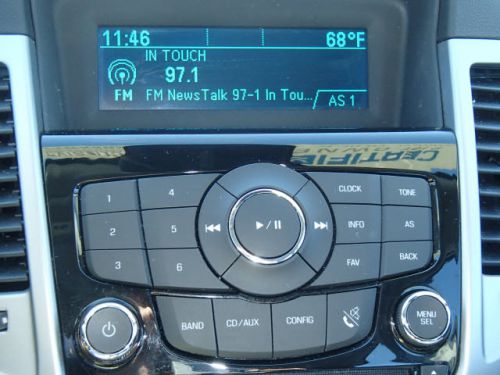 11:46 68°F
IN TOUCH
97.1
FM
FM NewsTalk 97-1 In Tou...
AS 1
1 4 CLOCK TONE
2 5 INFO AS
3 6 FAV BACK
BAND CD/AUX CONFIG
MENU
SEL
CERTIFIED